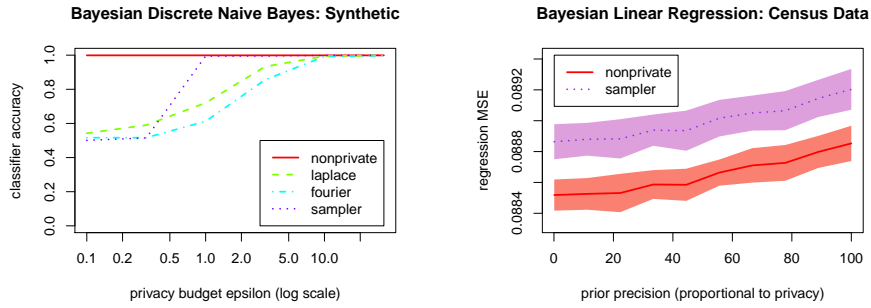 Bayesian Discrete Naive Bayes: Synthetic
classifier accuracy
1.0
0.8
0.6
0.4
0.2
0.0
nonprivate
laplace
fourier
sampler
0.1 0.2 0.5 1.0 2.0 5.0 10.0
privacy budget epsilon (log scale)
Bayesian Linear Regression: Census Data
regression MSE
0.0892
0.0888
0.0884
nonprivate
sampler
0 20 40 60 80 100
prior precision (proportional to privacy)